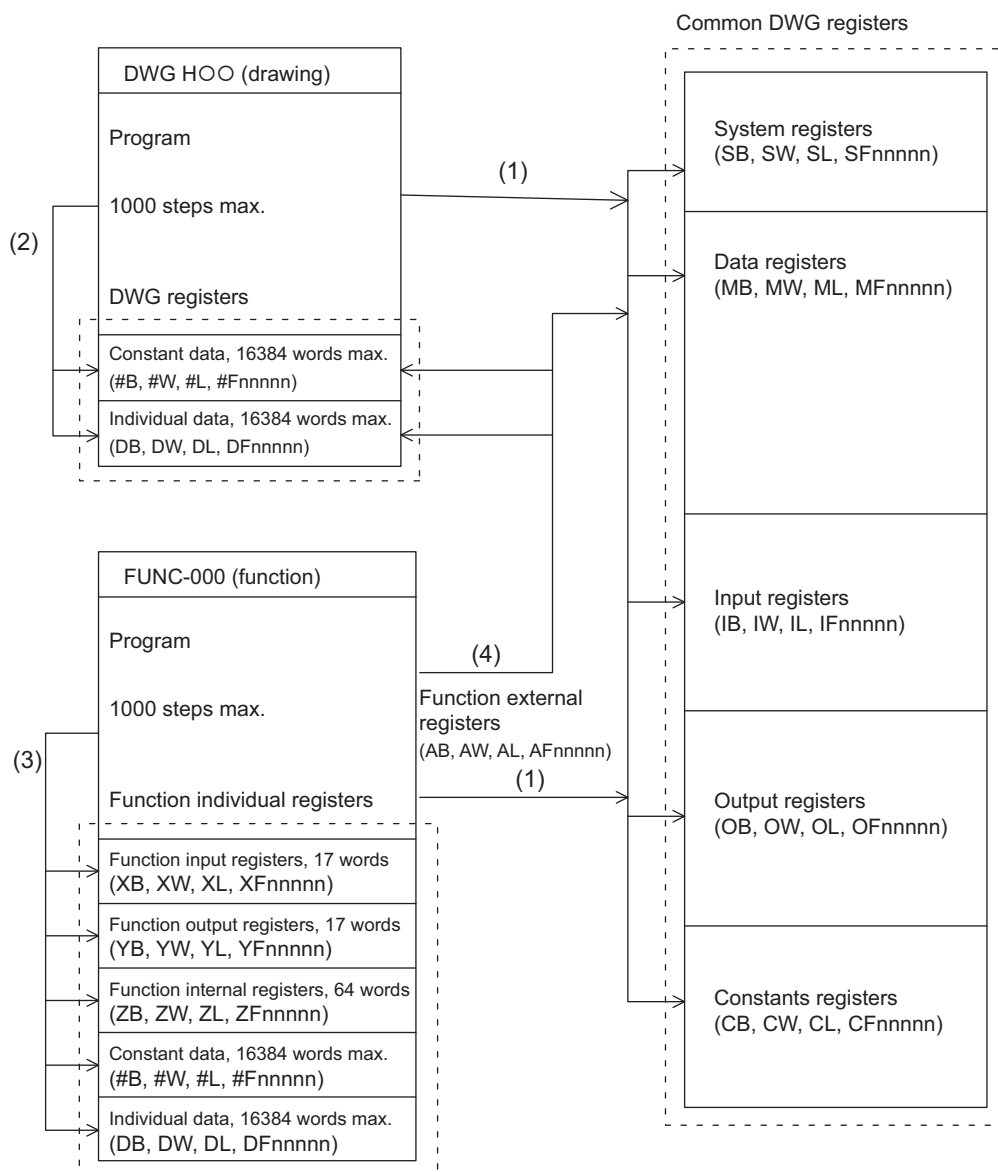 Common DWG registers
DWG H○○ (drawing)
Program
1000 steps max.
DWG registers
Constant data, 16384 words max.
(#B, #W, #L, #Fnnnnn)
Individual data, 16384 words max.
(DB, DW, DL, DFnnnnn)
(1)
(2)
System registers
(SB, SW, SL, SFnnnnn)
Data registers
(MB, MW, ML, MFnnnnn)
Input registers
(IB, IW, IL, IFnnnnn)
Output registers
(OB, OW, OL, OFnnnnn)
Constants registers
(CB, CW, CL, CFnnnnn)
FUNC-000 (function)
Program
1000 steps max.
Function individual registers
Function input registers, 17 words
(XB, XW, XL, XFnnnnn)
Function output registers, 17 words
(YB, YW, YL, YFnnnnn)
Function internal registers, 64 words
(ZB, ZW, ZL, ZFnnnnn)
Constant data, 16384 words max.
(#B, #W, #L, #Fnnnnn)
Individual data, 16384 words max.
(DB, DW, DL, DFnnnnn)
(3)
(4)
Function external
registers
(AB, AW, AL, AFnnnnn)
(1)